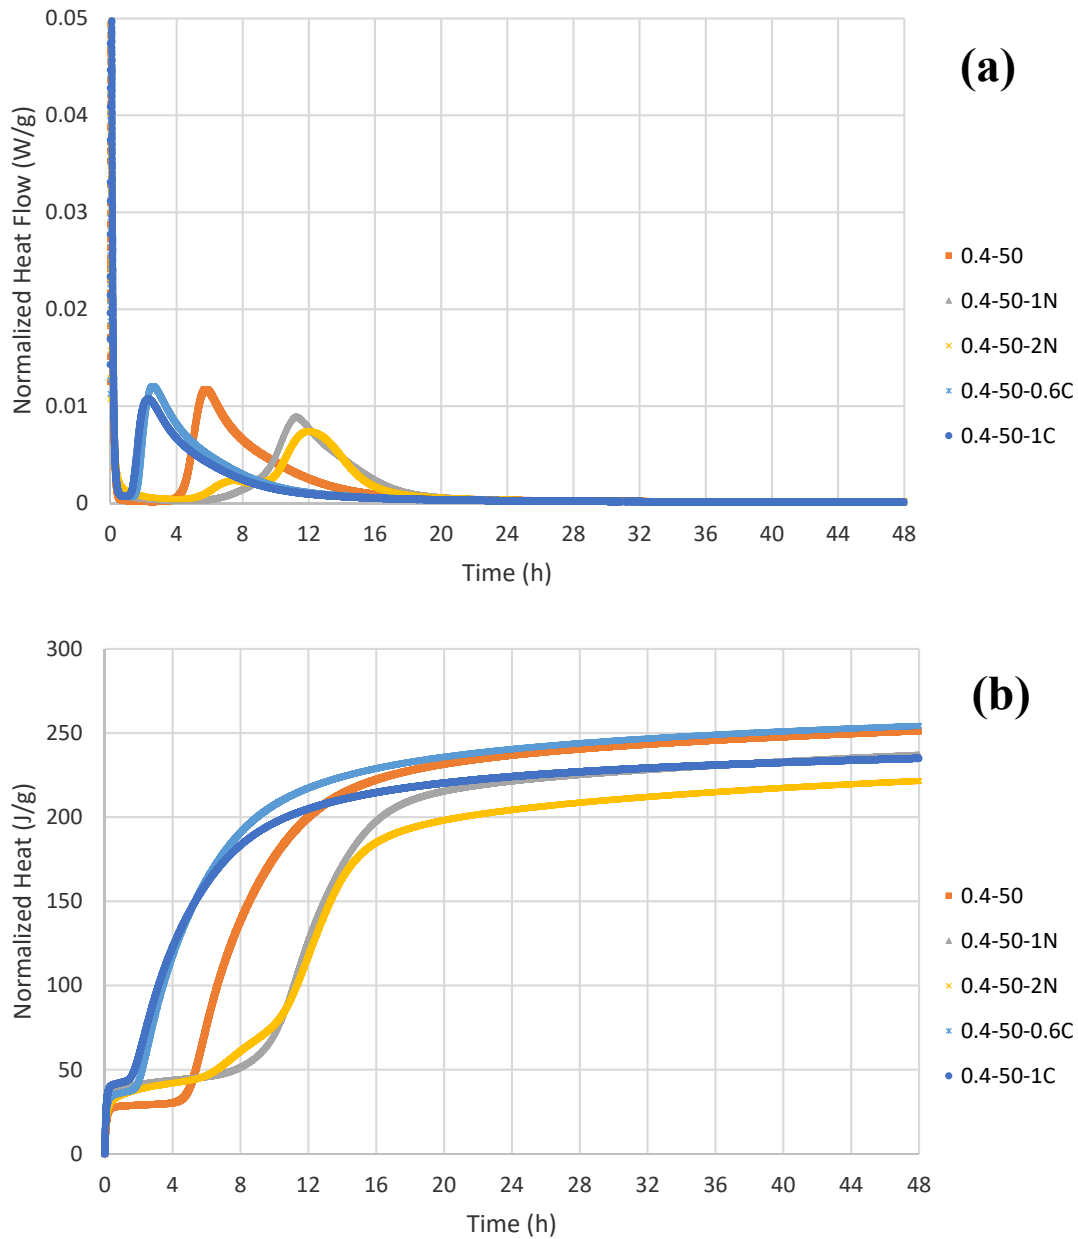 (a)
Normalized Heat Flow (W/g)
0.05
0.04
0.03
0.02
0.01
0
0 4 8 12 16 20 24 28 32 36 40 44 48
Time (h)
0.4-50
0.4-50-1N
0.4-50-2N
0.4-50-0.6C
0.4-50-1C
(b)
Normalized Heat (J/g)
300
250
200
150
100
50
0
0 4 8 12 16 20 24 28 32 36 40 44 48
Time (h)
0.4-50
0.4-50-1N
0.4-50-2N
0.4-50-0.6C
0.4-50-1C